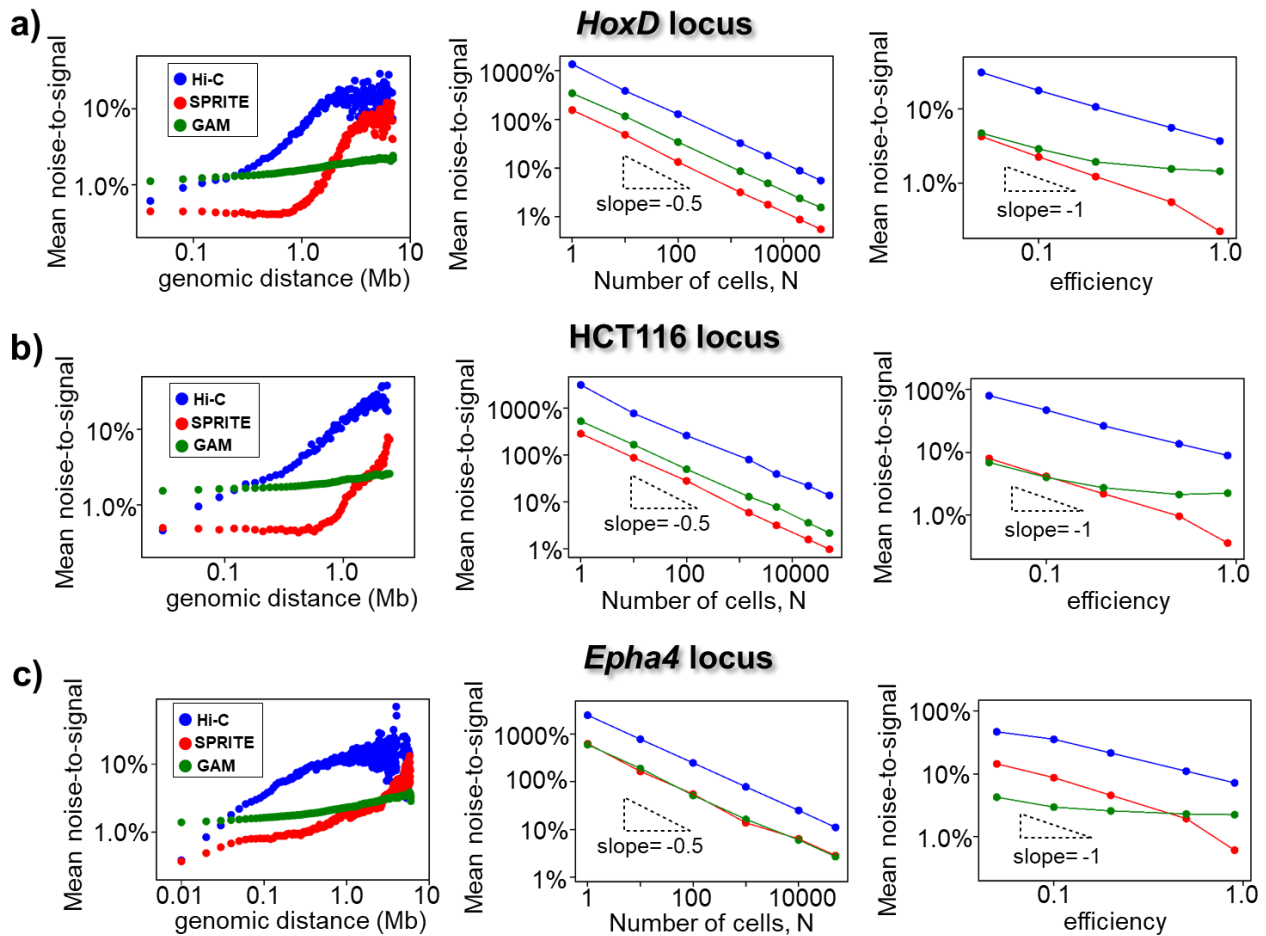 a)
HoxD locus
Mean noise-to-signal
10%
1.0%
Hi-C
SPRITE
GAM
0.1 1.0 10
genomic distance (Mb)
Mean noise-to-signal
1000%
100%
10%
1%
slope= -0.5
1 100 10000
Number of cells, N
Mean noise-to-signal
10%
1.0%
slope= -1
0.1 1.0
efficiency
b)
HCT116 locus
Mean noise-to-signal
10%
1.0%
Hi-C
SPRITE
GAM
0.1 1.0
genomic distance (Mb)
Mean noise-to-signal
1000%
100%
10%
1%
slope= -0.5
1 100 10000
Number of cells, N
Mean noise-to-signal
100%
10%
1.0%
slope= -1
0.1 1.0
efficiency
c)
Epha4 locus
Mean noise-to-signal
10%
1.0%
Hi-C
SPRITE
GAM
0.01 0.1 1.0 10
genomic distance (Mb)
Mean noise-to-signal
1000%
100%
10%
1%
slope= -0.5
1 100 10000
Number of cells, N
Mean noise-to-signal
100%
10%
1.0%
slope= -1
0.1 1.0
efficiency